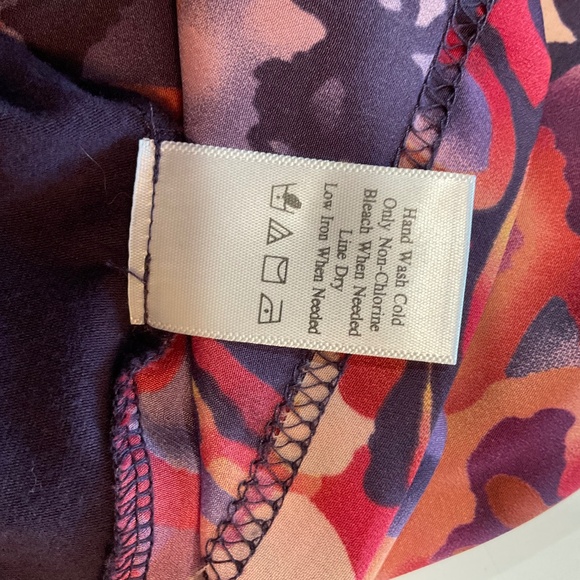 Hand Wash Cold
Only Non-Chlorine
Bleach When Needed
Line Dry
Low Iron When Needed